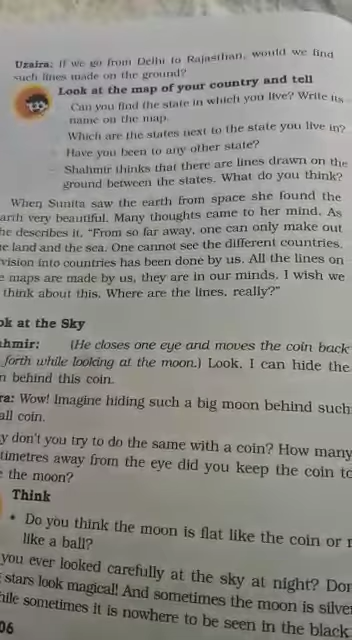 Uzaira: If we go from Delhi to Rajasthan, would we find
such lines made on the ground?
Look at the map of your country and tell
Can you find the state in which you live? Write its
name on the map.
Which are the states next to the state you live in?
Have you been to any other state?
Shahmir thinks that there are lines drawn on the
ground between the states. What do you think?
When Sunita saw the earth from space she found the
arth very beautiful. Many thoughts came to her mind. As
he describes it, "From so far away, one can only make out
e land and the sea. One cannot see the different countries.
vision into countries has been done by us. All the lines on
e maps are made by us, they are in our minds. I wish we
think about this. Where are the lines, really?"
ok at the Sky
hmir: (He closes one eye and moves the coin back
forth while looking at the moon.) Look, I can hide the
n behind this coin.
ra: Wow! Imagine hiding such a big moon behind such
all coin.
y don't you try to do the same with a coin? How many
timetres away from the eye did you keep the coin to
e the moon?
Think
• Do you think the moon is flat like the coin or r
like a ball?
you ever looked carefully at the sky at night? Don
stars look magical! And sometimes the moon is silver
hile sometimes it is nowhere to be seen in the black
06